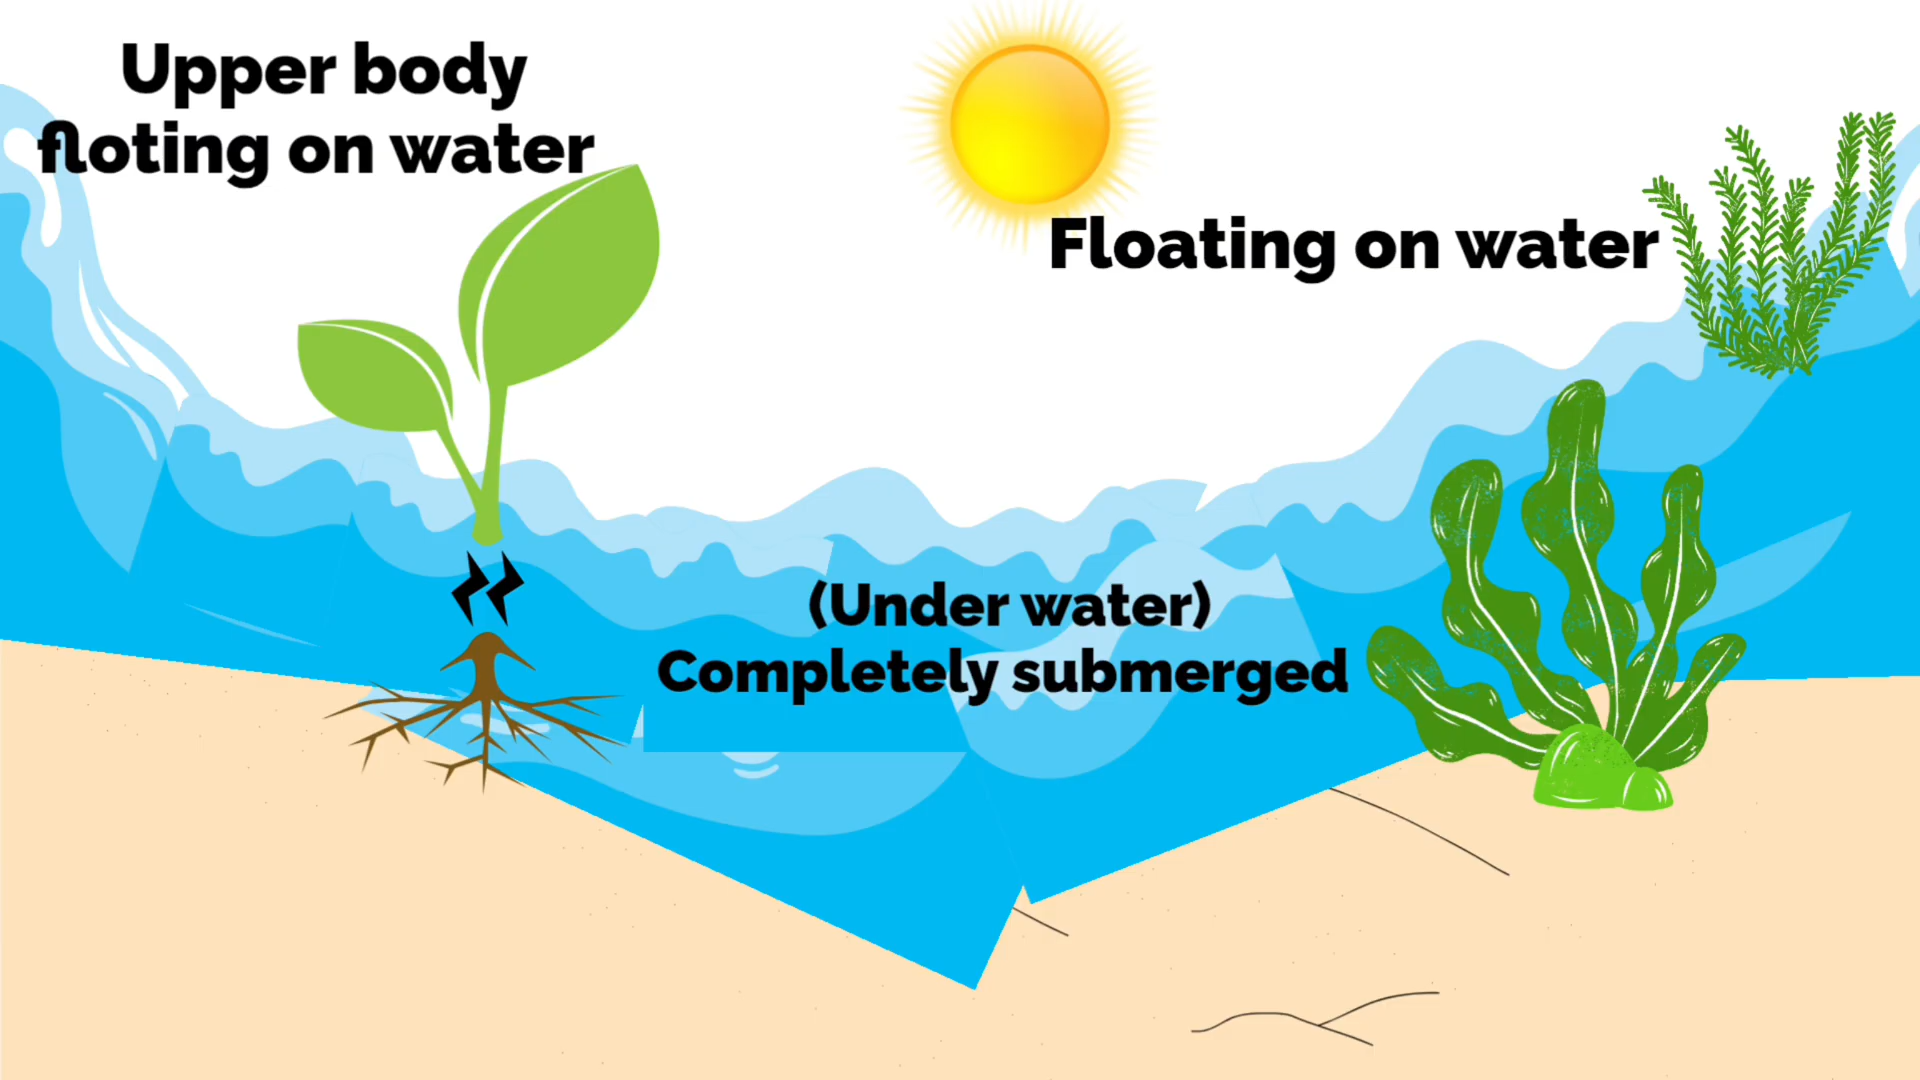 Upper body
floting on water
Floating on water
(Under water)
Completely submerged